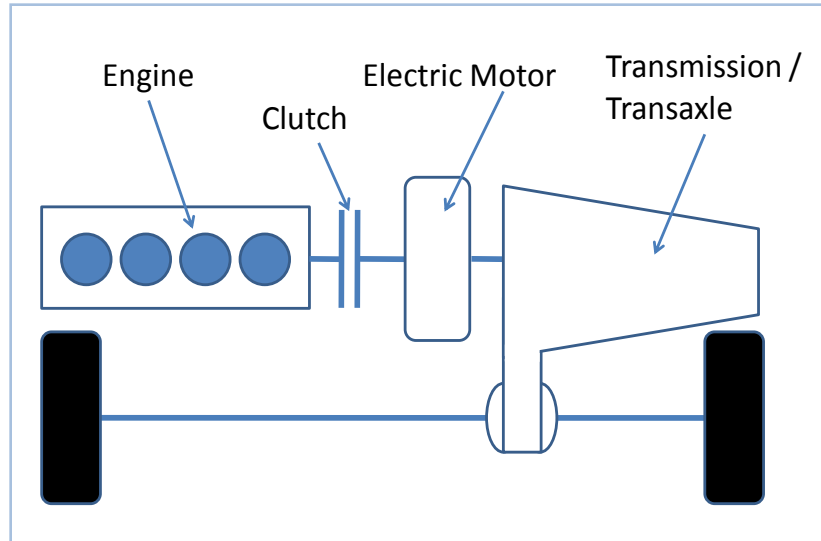 Engine
Clutch
Electric Motor
Transmission /
Transaxle